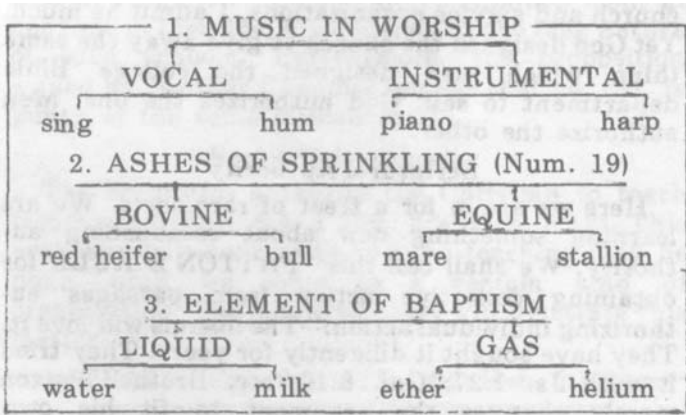 1. MUSIC IN WORSHIP
VOCAL INSTRUMENTAL
sing hum piano harp
2. ASHES OF SPRINKLING (Num. 19)
BOVINE EQUINE
red heifer bull mare stallion
3. ELEMENT OF BAPTISM
LIQUID GAS
water milk ether helium